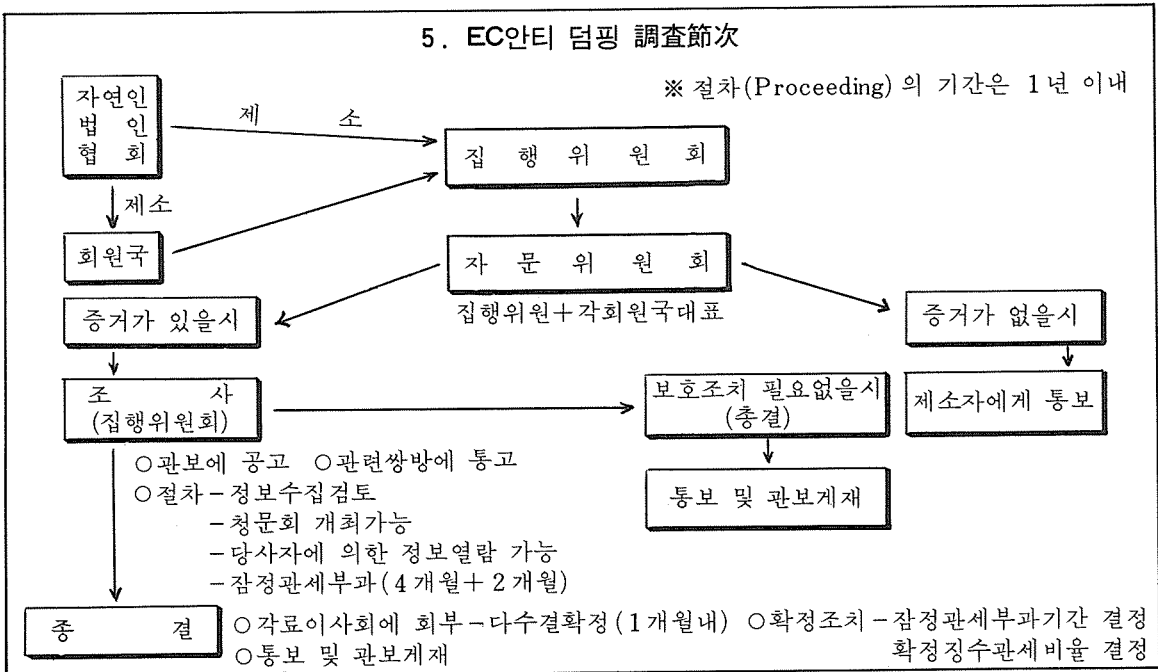 5. EC안티 덤핑 調査節次
※ 절차(Proceeding)의 기간은 1년 이내
자연인
법 인
협 회
제 소
집 행 위 원 회
제소
회원국
자 문 위 원 회
집행위원+각회원국대표
증거가 있을시
증거가 없을시
조 사
(집행위원회)
보호조치 필요없을시
(총결)
제소자에게 통보
○관보에 공고 ○관련쌍방에 통고
○절차-정보수집검토
-청문회 개최가능
-당사자에 의한 정보열람 가능
-잠정관세부과(4개월+2개월)
통보 및 관보게재
종 결
○각료이사회에 회부-다수결확정(1개월내) ○확정조치-잠정관세부과기간 결정
○통보 및 관보게재 확정징수관세비율 결정